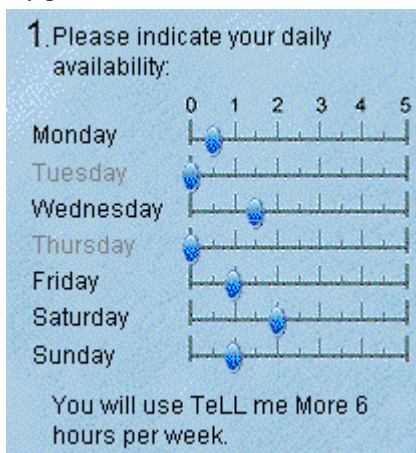 1.Please indicate your daily
availability:
0 1 2 3 4 5
Monday
Tuesday
Wednesday
Thursday
Friday
Saturday
Sunday
You will use TeLL me More 6
hours per week.